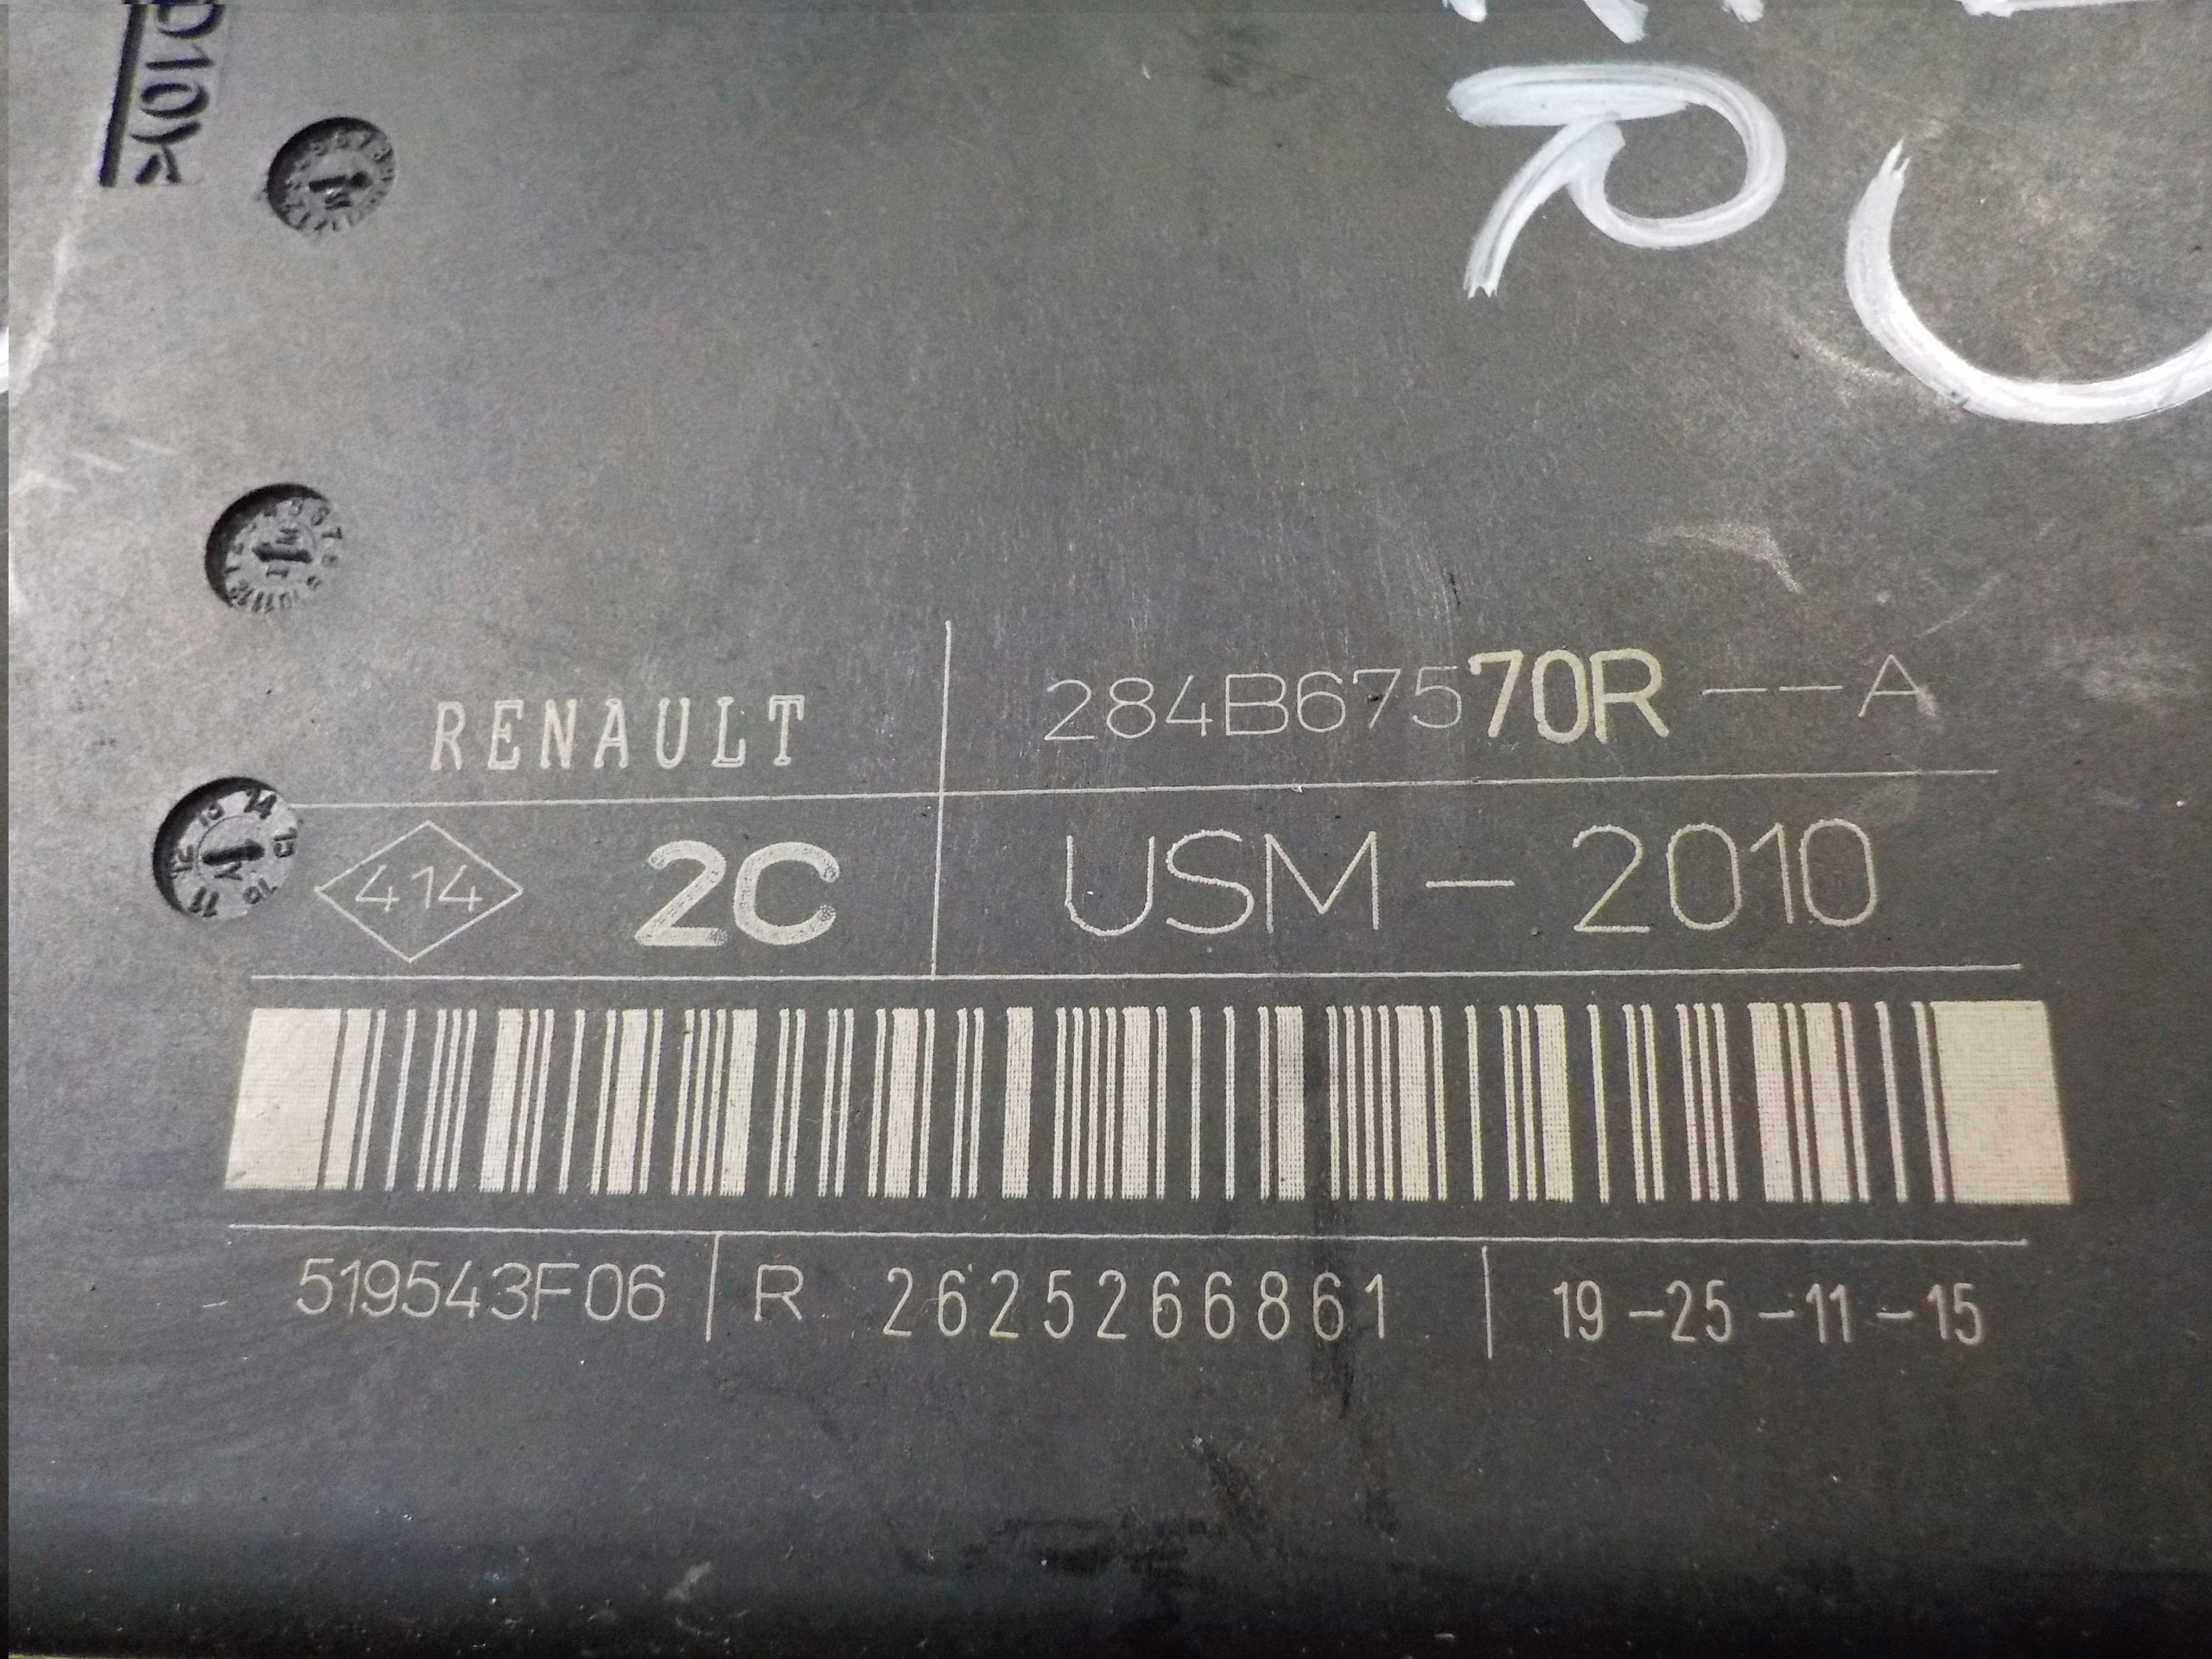 RENAULT 284B67570R--A
414 2C USM-2010
519543F06 R 2625266861 19-25-11-15